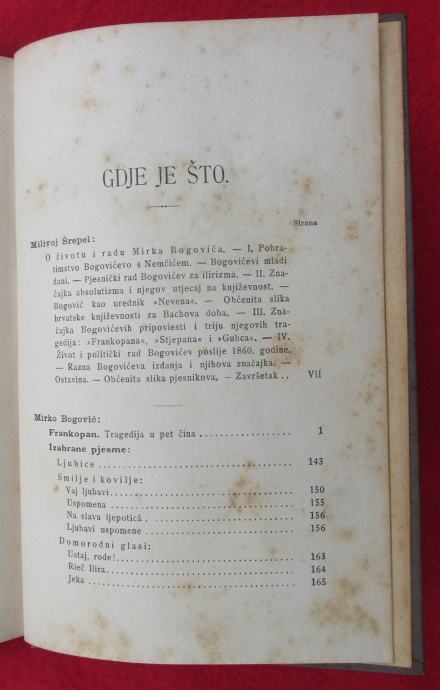 GDJE JE ŠTO.
Strana
Milivoj Šrepel:
O životu i radu Mirka Bogovića. — I. Pobra-
timstvo Bogovićevo s Nemčićem. — Bogovićevi mladi
dani. — Pjesnički rad Bogovićev za ilirizma. — II. Zna-
čajka absolutizma i njegov utjecaj na književnost. —
Bogović kao urednik »Nevena«. — Občenita slika
hrvatske književnosti za Bachova doba. — III. Zna-
čajka Bogovićevih pripoviesti i triju njegovih tra-
gedija: »Frankopana«, »Stjepana« i »Gubca«. — IV.
Život i politički rad Bogovićev poslije 1860. godine.
— Razna Bogovićeva izdanja i njihova značajka. —
Ostavina. — Občenita slika pjesnikova. — Završetak .. VII
Mirko Bogović:
Frankopan. Tragedija u pet čina ................. 1
Izabrane pjesme:
Ljubice ........................................ 143
Smilje i kovilje:
Vaj ljubavi.................................... 150
Uspomena .................................... 155
Na slavu ljepoticâ . ............................ 156
Ljubavi uspomene ............................ 156
Domorodni glasi:
Ustaj, rode!.................................... 163
Rieč Ilira...................................... 164
Jeka .......................................... 165